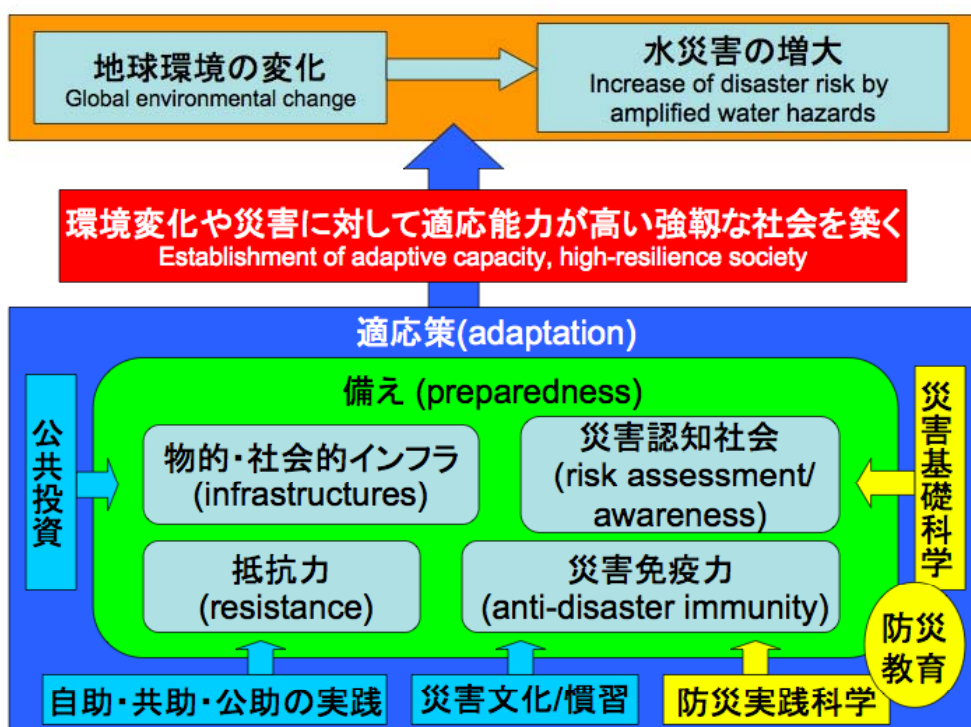 地球環境の変化
Global environmental change
水災害の増大
Increase of disaster risk by
amplified water hazards
環境変化や災害に対して適応能力が高い強靱な社会を築く
Establishment of adaptive capacity, high-resilience society
適応策(adaptation)
備え (preparedness)
公共投資
物的・社会的インフラ
(infrastructures)
災害認知社会
(risk assessment/
awareness)
災害基礎科学
抵抗力
(resistance)
災害免疫力
(anti-disaster immunity)
防災
教育
自助・共助・公助の実践
災害文化/慣習
防災実践科学